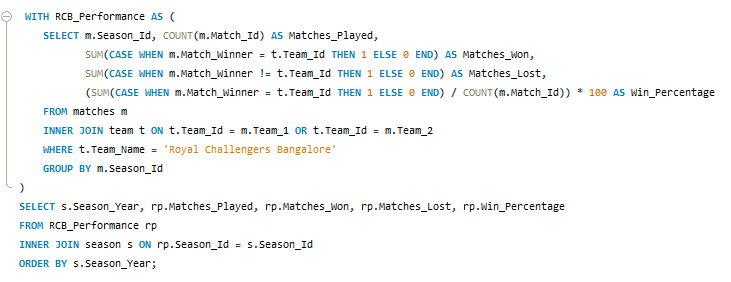 WITH RCB_Performance AS (
SELECT m.Season_Id, COUNT(m.Match_Id) AS Matches_Played,
SUM(CASE WHEN m.Match_Winner = t.Team_Id THEN 1 ELSE 0 END) AS Matches_Won,
SUM(CASE WHEN m.Match_Winner != t.Team_Id THEN 1 ELSE 0 END) AS Matches_Lost,
(SUM(CASE WHEN m.Match_Winner = t.Team_Id THEN 1 ELSE 0 END) / COUNT(m.Match_Id)) * 100 AS Win_Percentage
FROM matches m
INNER JOIN team t ON t.Team_Id = m.Team_1 OR t.Team_Id = m.Team_2
WHERE t.Team_Name = 'Royal Challengers Bangalore'
GROUP BY m.Season_Id
)
SELECT s.Season_Year, rp.Matches_Played, rp.Matches_Won, rp.Matches_Lost, rp.Win_Percentage
FROM RCB_Performance rp
INNER JOIN season s ON rp.Season_Id = s.Season_Id
ORDER BY s.Season_Year;